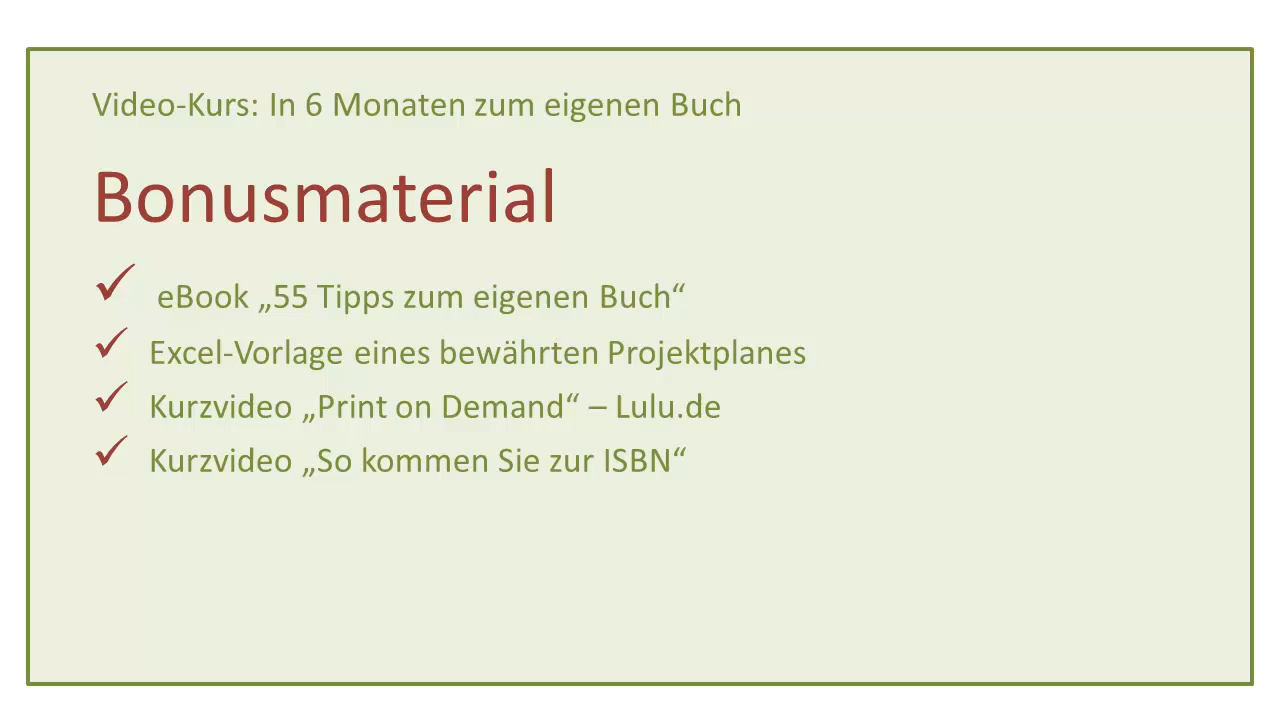 Video-Kurs: In 6 Monaten zum eigenen Buch
Bonusmaterial
✓ eBook „55 Tipps zum eigenen Buch“
✓ Excel-Vorlage eines bewährten Projektplanes
✓ Kurzvideo „Print on Demand“ – Lulu.de
✓ Kurzvideo „So kommen Sie zur ISBN“